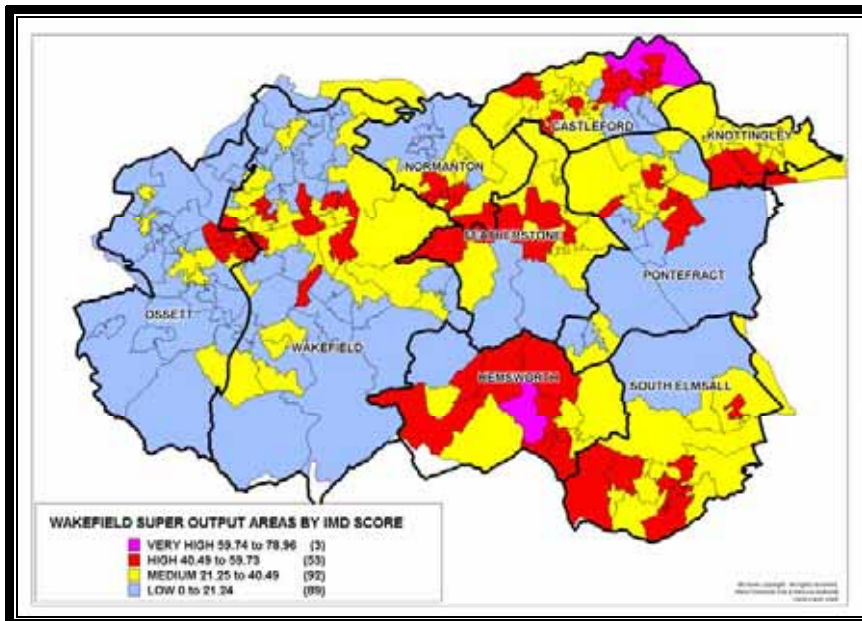 CASTLEFORD
KNOTTINGLEY
NORMANTON
FEATHERSTONE
PONTEFRACT
OSSETT
WAKEFIELD
HEMSWORTH
SOUTH ELMSALL
WAKEFIELD SUPER OUTPUT AREAS BY IMD SCORE
VERY HIGH 59.74 to 78.96 (3)
HIGH 40.49 to 59.73 (53)
MEDIUM 21.25 to 40.49 (92)
LOW 0 to 21.24 (89)